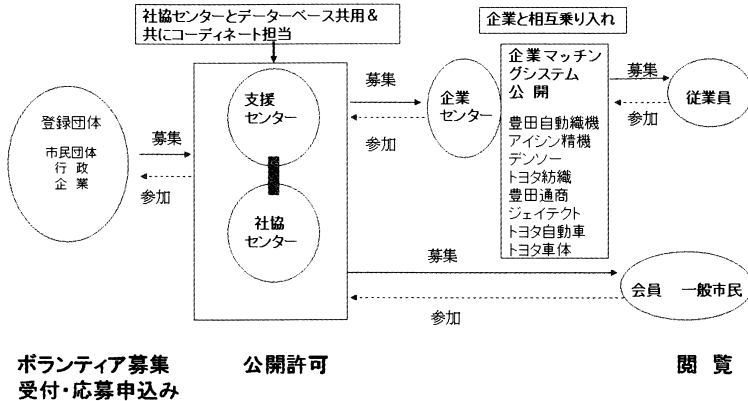 社協センターとデーターベース共用＆
共にコーディネート担当
企業と相互乗り入れ
登録団体
市民団体
行 政
企 業
募集
参加
支援
センター
社協
センター
募集
参加
企業
センター
企業マッチン
グシステム
公 開
豊田自動織機
アイシン精機
デンソー
トヨタ紡織
豊田通商
ジェイテクト
トヨタ自動車
トヨタ車体
募集
参加
従業員
募集
参加
会員 一般市民
ボランティア募集
受付・応募申込み
公開許可
閲 覧